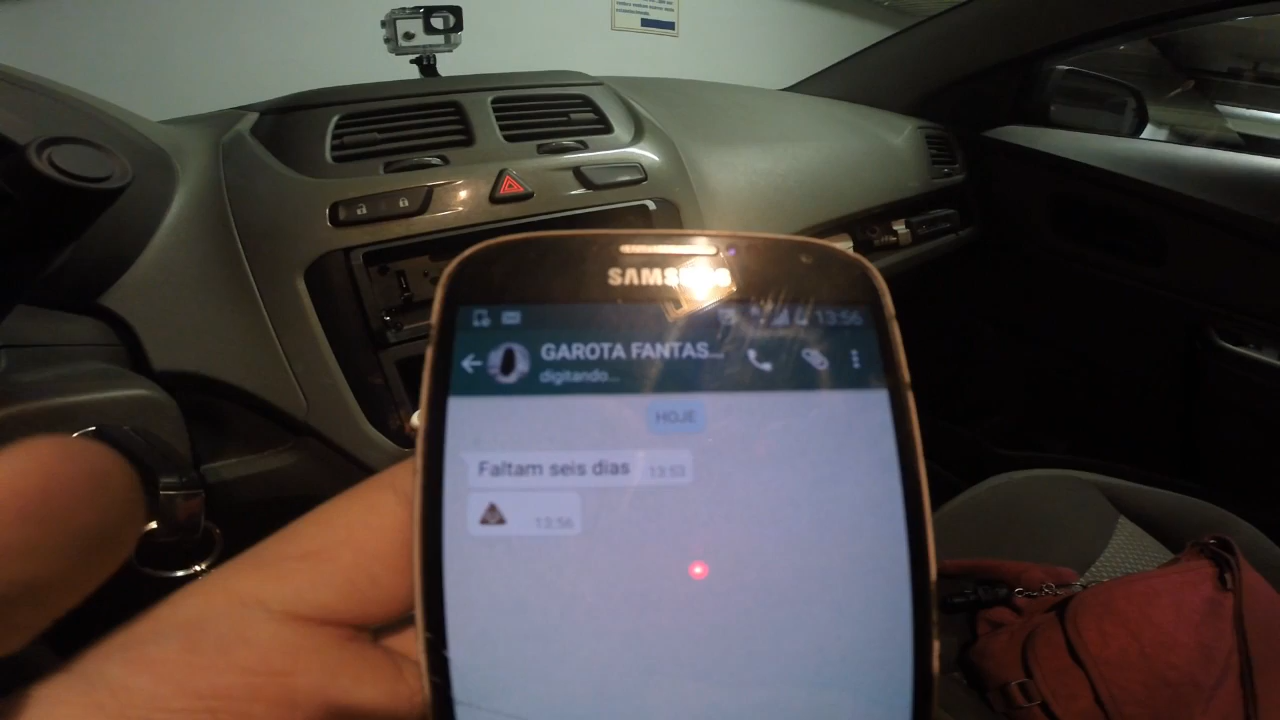 SAMSUNG
13:56
GAROTA FANTAS...
digitando...
HOJE
Faltam seis dias 13:53
13:56